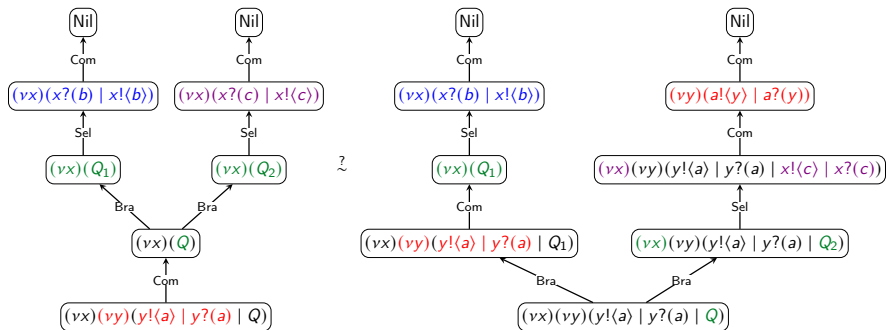 Nil Nil Nil Nil
Com Com Com Com
(νx)(x?(b) | x!⟨b⟩) (νx)(x?(c) | x!⟨c⟩) (νx)(x?(b) | x!⟨b⟩) (νy)(a!⟨y⟩ | a?(y))
Sel Sel Sel Com
(νx)(Q₁) (νx)(Q₂) ?∼ (νx)(Q₁) (νx)(νy)(y!⟨a⟩ | y?(a) | x!⟨c⟩ | x?(c))
Bra Bra Com Sel
(νx)(Q) (νx)(νy)(y!⟨a⟩ | y?(a) | Q₁) (νx)(νy)(y!⟨a⟩ | y?(a) | Q₂)
Com Bra Bra
(νx)(νy)(y!⟨a⟩ | y?(a) | Q) (νx)(νy)(y!⟨a⟩ | y?(a) | Q)